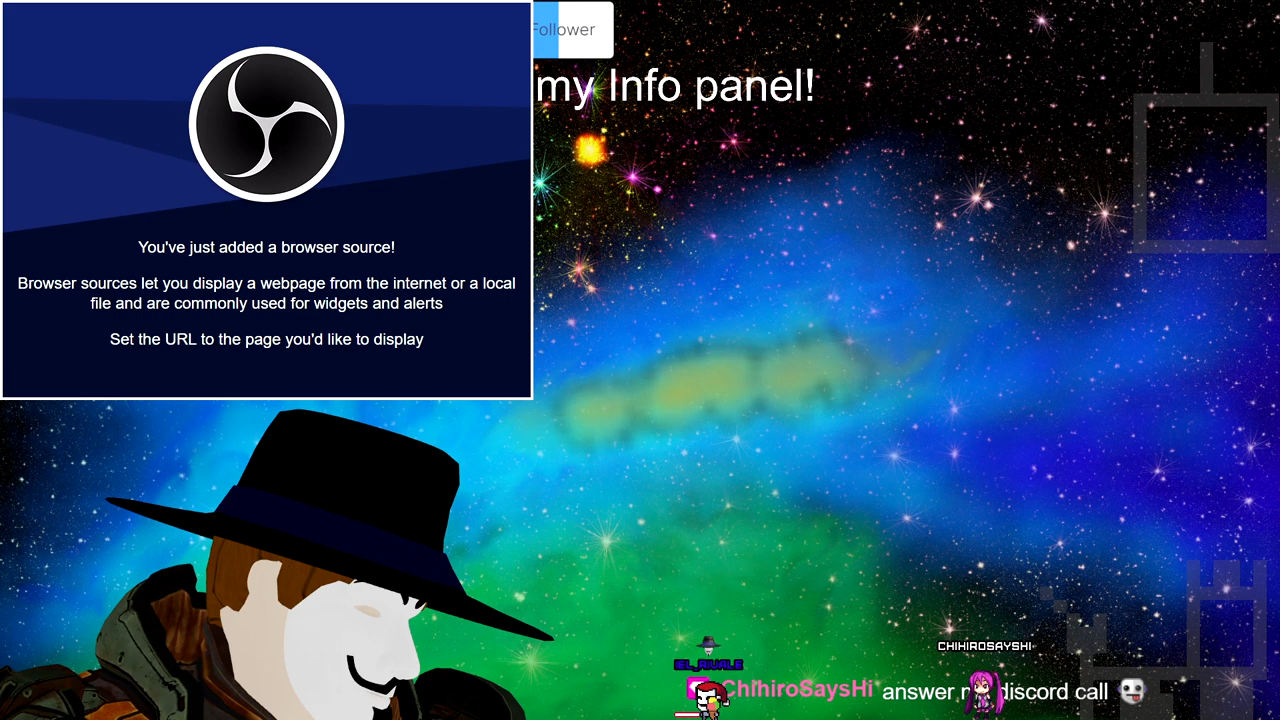 Follower
my Info panel!
You've just added a browser source!
Browser sources let you display a webpage from the internet or a local
file and are commonly used for widgets and alerts
Set the URL to the page you'd like to display
CHIHIROSAYSHI
IEL_RIVALE
ChihiroSaysHi answer discord call